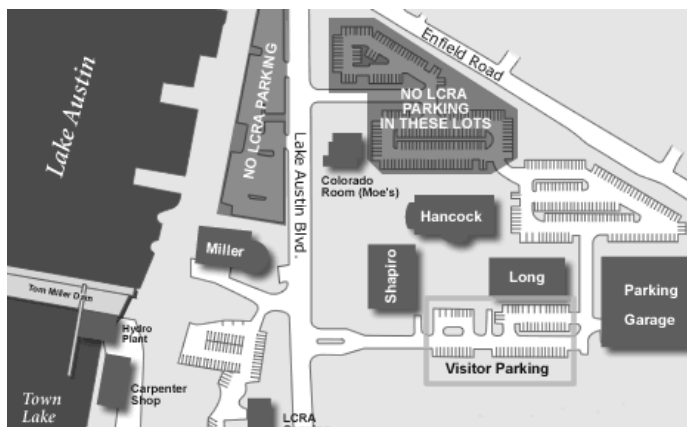 Lake Austin
NO LCRA PARKING
Enfield Road
NO LCRA
PARKING
IN THESE LOTS
Lake Austin Blvd.
Colorado
Room (Moe's)
Hancock
Miller
Shapiro
Long
Parking
Garage
Tom Miller Dam
Hydro
Plant
Visitor Parking
Carpenter
Shop
Town
Lake
LCRA